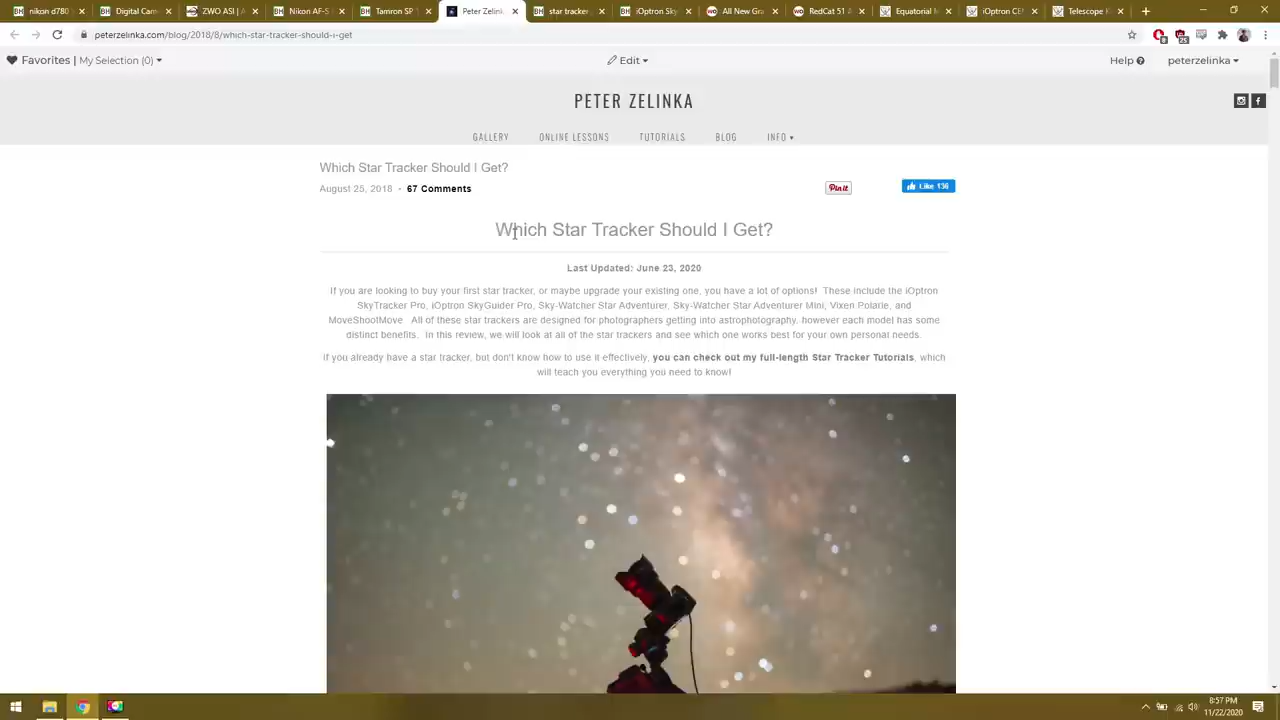 nikon d780
Digital Cam
ZWO ASI | 
Nikon Came
Peter Zelin
star tracker
iOptron Sky
All New Wo
RedCat 51 A
Equatorial M
iOptron CE
Telescope M
peterzelinka.com/blog/2018/8/which-star-tracker-should-i-get
Favorites | My Selection (0)
Edit
Help
peterzelinka
PETER ZELINKA
GALLERY
ONLINE LESSONS
TUTORIALS
BLOG
INFO
Which Star Tracker Should I Get?
August 25, 2018 - 67 Comments
Pin it
Like 136
Which Star Tracker Should I Get?
Last Updated: June 23, 2020
If you are looking to buy your first star tracker, or maybe upgrade your existing one, you have a lot of options! These include the iOptron
SkyTracker Pro, iOptron SkyGuider Pro, Sky-Watcher Star Adventurer, Sky-Watcher Star Adventurer Mini, Vixen Polarie, and
MoveShootMove All of these star trackers are designed for photographers getting into astrophotography, however each model has some
distinct benefits. In this review, we will look at all of the star trackers and see which one works best for your own personal needs.
If you already have a star tracker, but don't know how to use it effectively, you can check out my full-length Star Tracker Tutorials, which
will teach you everything you need to know!
8:57 PM
11/22/2020